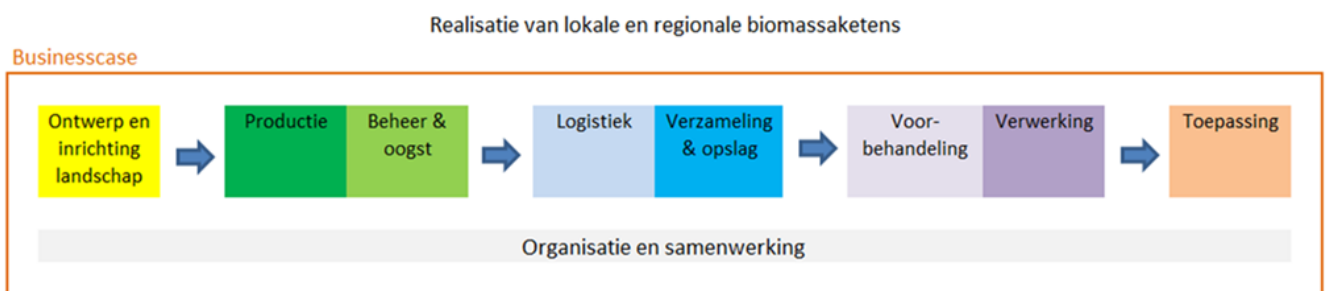 Realisatie van lokale en regionale biomassaketens
Businesscase
Ontwerp en
inrichting
landschap
Productie
Beheer &
oogst
Logistiek
Verzameling
& opslag
Voor-
behandeling
Verwerking
Toepassing
Organisatie en samenwerking